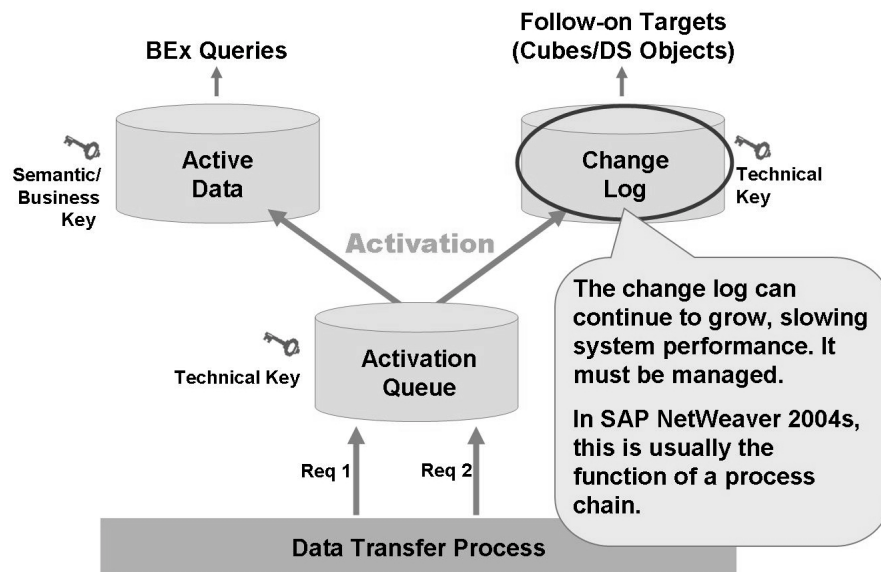 BEx Queries
Follow-on Targets
(Cubes/DS Objects)
Semantic/
Business
Key
Active
Data
Change
Log
Technical
Key
Activation
The change log can
continue to grow, slowing
system performance. It
must be managed.
In SAP NetWeaver 2004s,
this is usually the
function of a process
chain.
Technical Key
Activation
Queue
Req 1
Req 2
Data Transfer Process